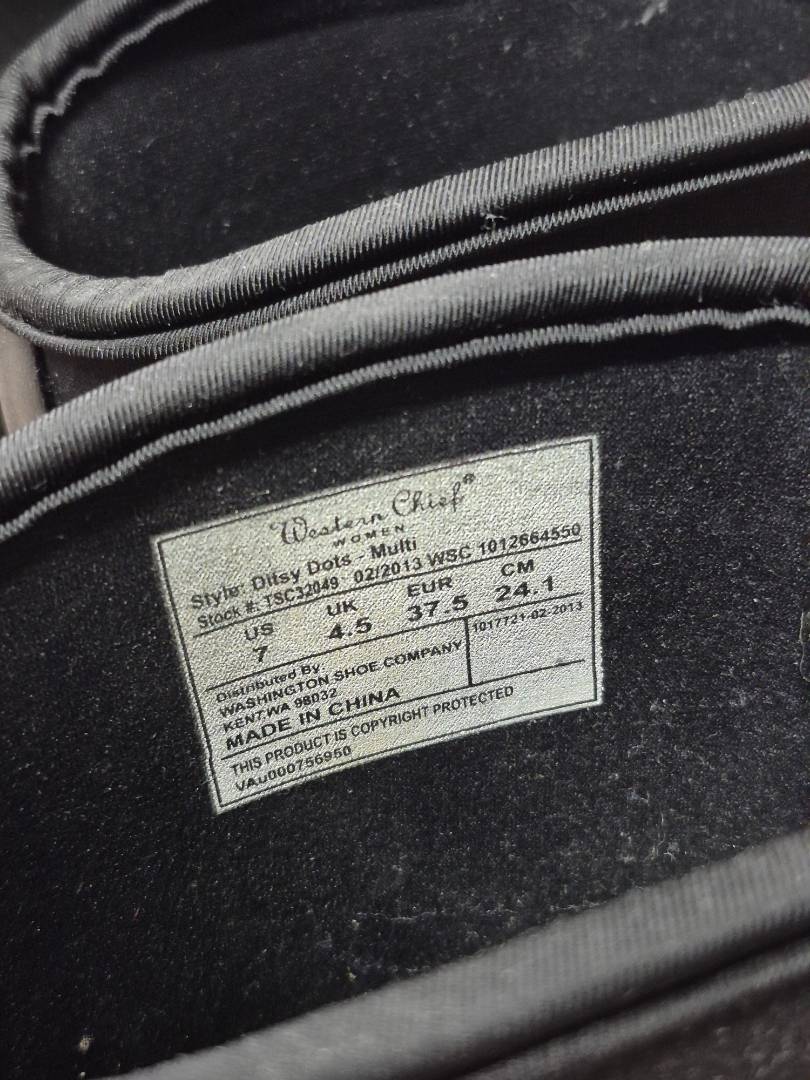 Western Chief®
WOMEN
Style: Ditsy Dots - Multi
Stock #: TSC32049 02/2013 WSC 1012664550
US UK EUR CM
7 4.5 37.5 24.1
Distributed By:
WASHINGTON SHOE COMPANY
KENT,WA 98032
MADE IN CHINA
1017721-02-2013
THIS PRODUCT IS COPYRIGHT PROTECTED
VAu000756950